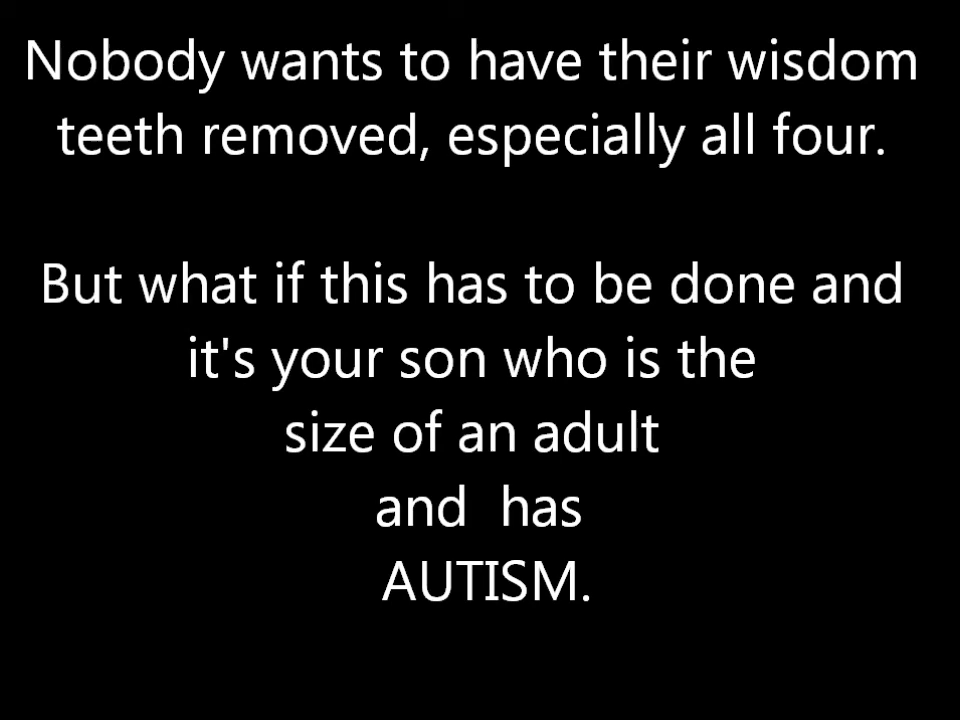 Nobody wants to have their wisdom
teeth removed, especially all four.
But what if this has to be done and
it's your son who is the
size of an adult
and  has
AUTISM.